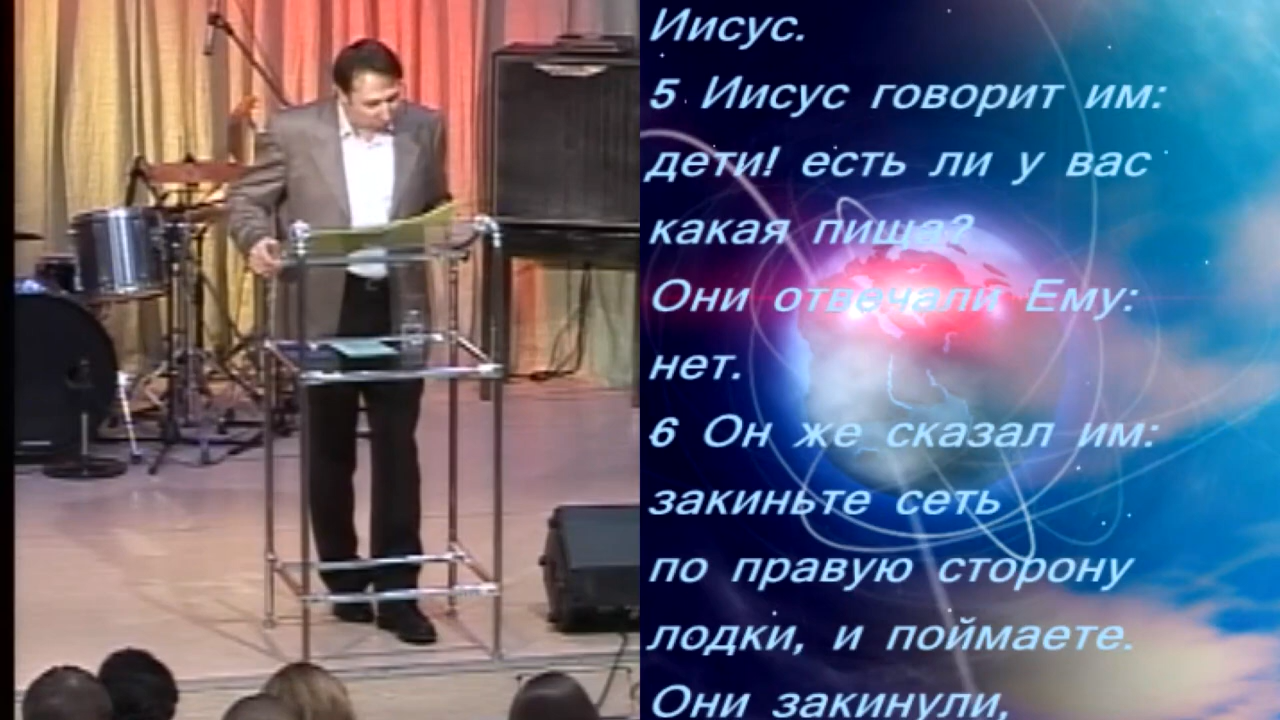 Иисус.
5 Иисус говорит им:
дети! есть ли у вас
какая пища?
Они отвечали Ему:
нет.
6 Он же сказал им:
закиньте сеть
по правую сторону
лодки, и поймаете.
Они закинули,